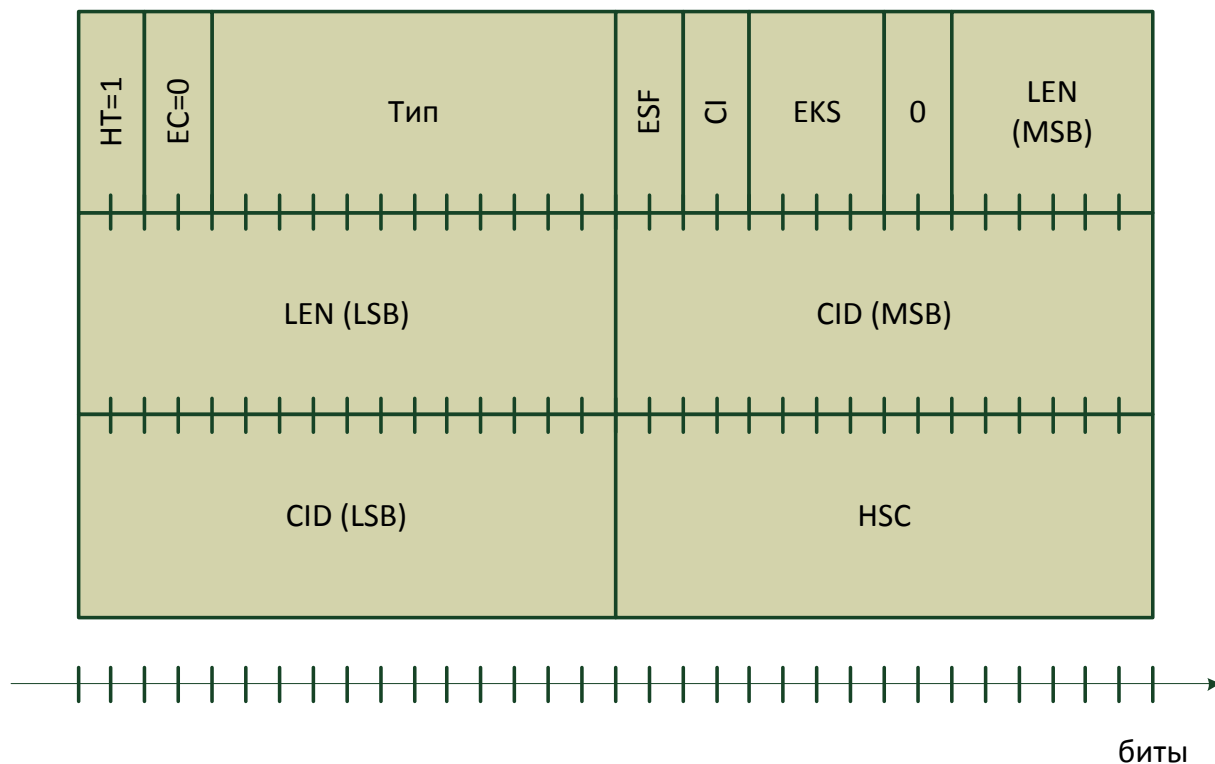 HT=1
EC=0
Тип
ESF
CI
EKS
0
LEN
(MSB)
LEN (LSB)
CID (MSB)
CID (LSB)
HSC
биты